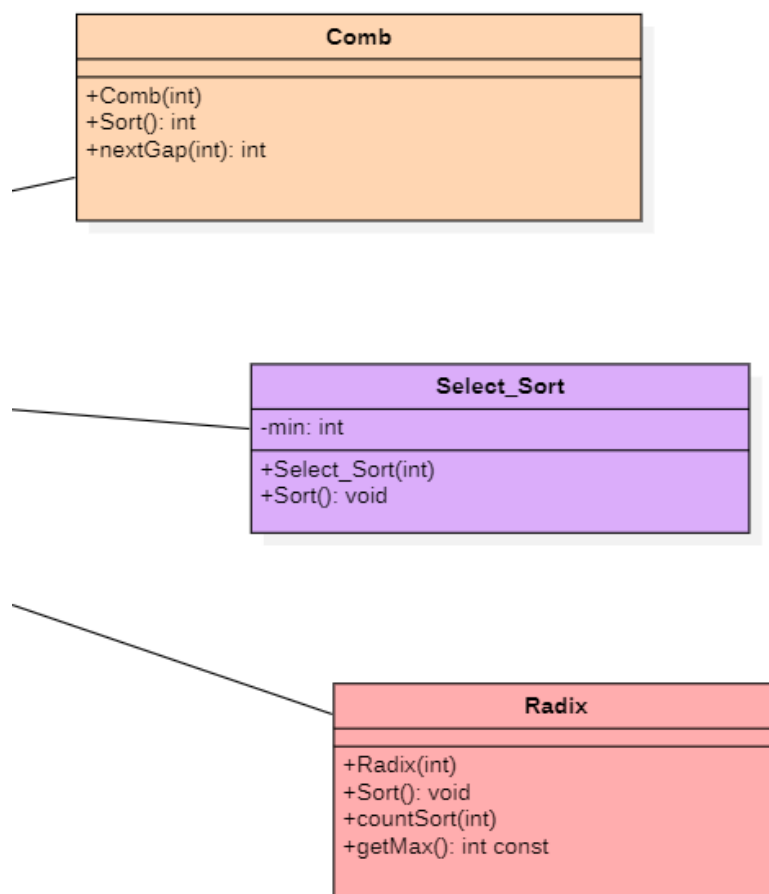 Comb
+Comb(int)
+Sort(): int
+nextGap(int): int
Select_Sort
-min: int
+Select_Sort(int)
+Sort(): void
Radix
+Radix(int)
+Sort(): void
+countSort(int)
+getMax(): int const